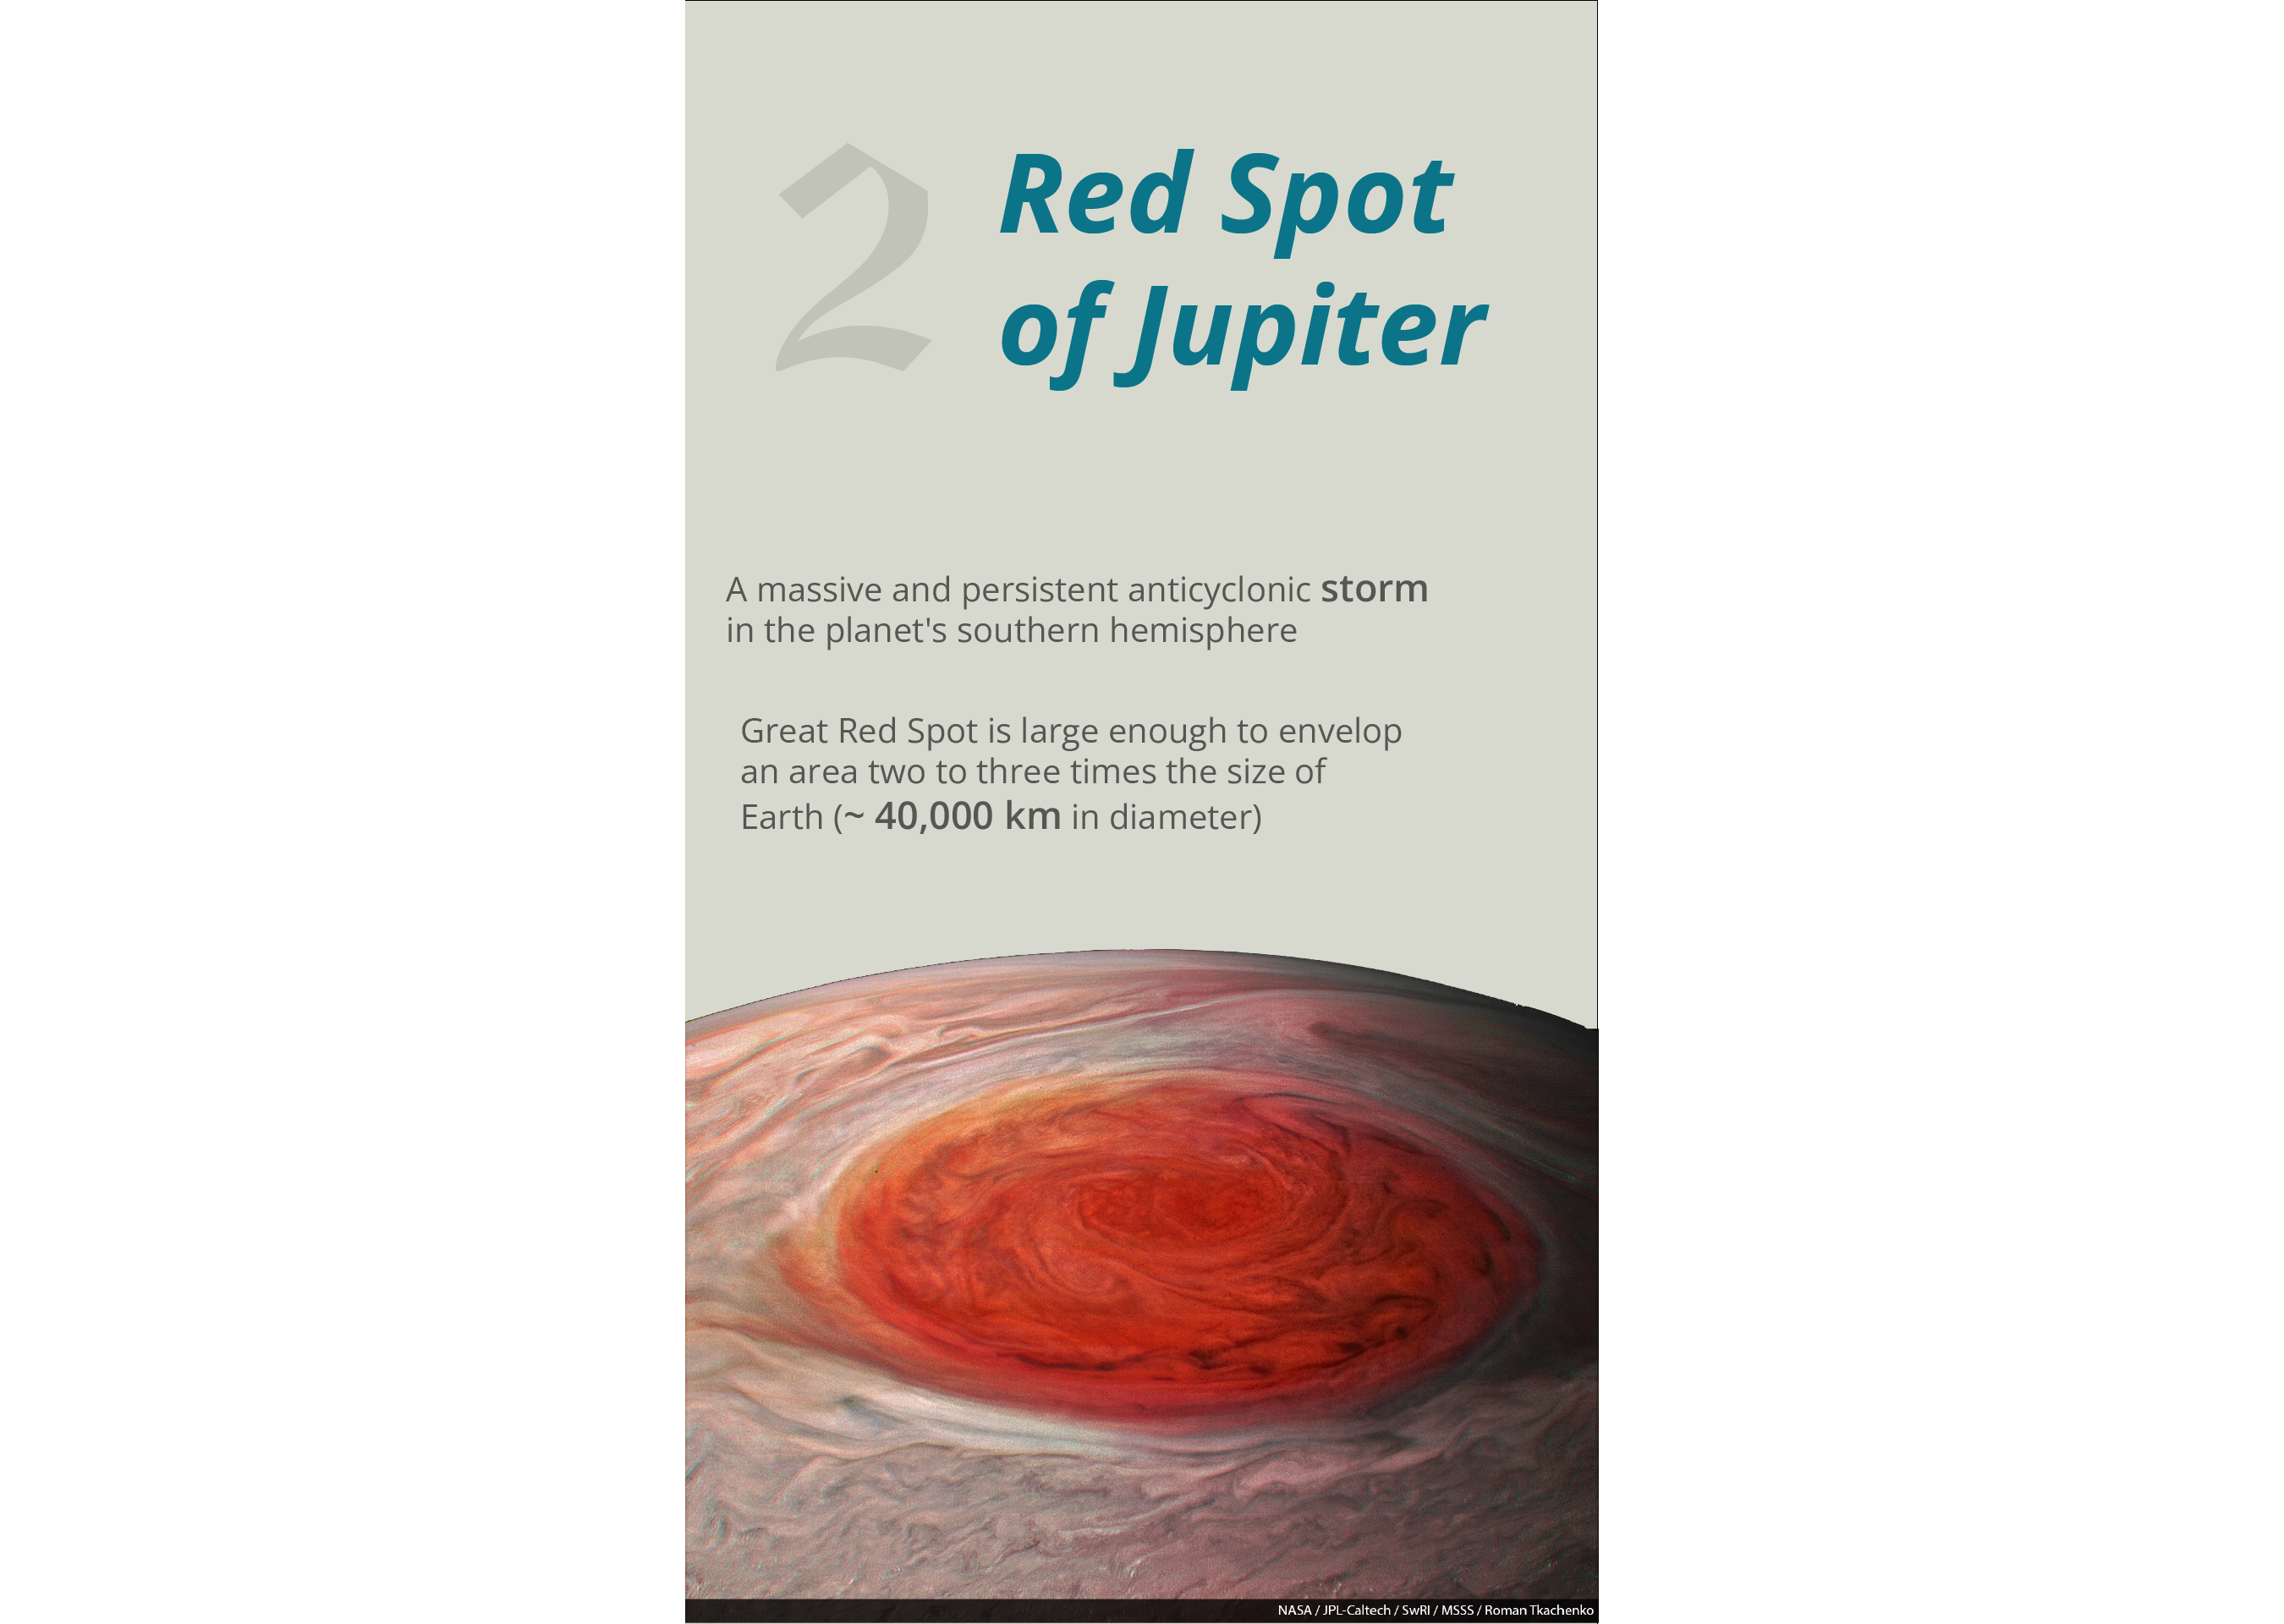 2
Red Spot
of Jupiter
A massive and persistent anticyclonic storm
in the planet's southern hemisphere
Great Red Spot is large enough to envelop
an area two to three times the size of
Earth (~ 40,000 km in diameter)
NASA / JPL-Caltech / SwRI / MSSS / Roman Tkachenko